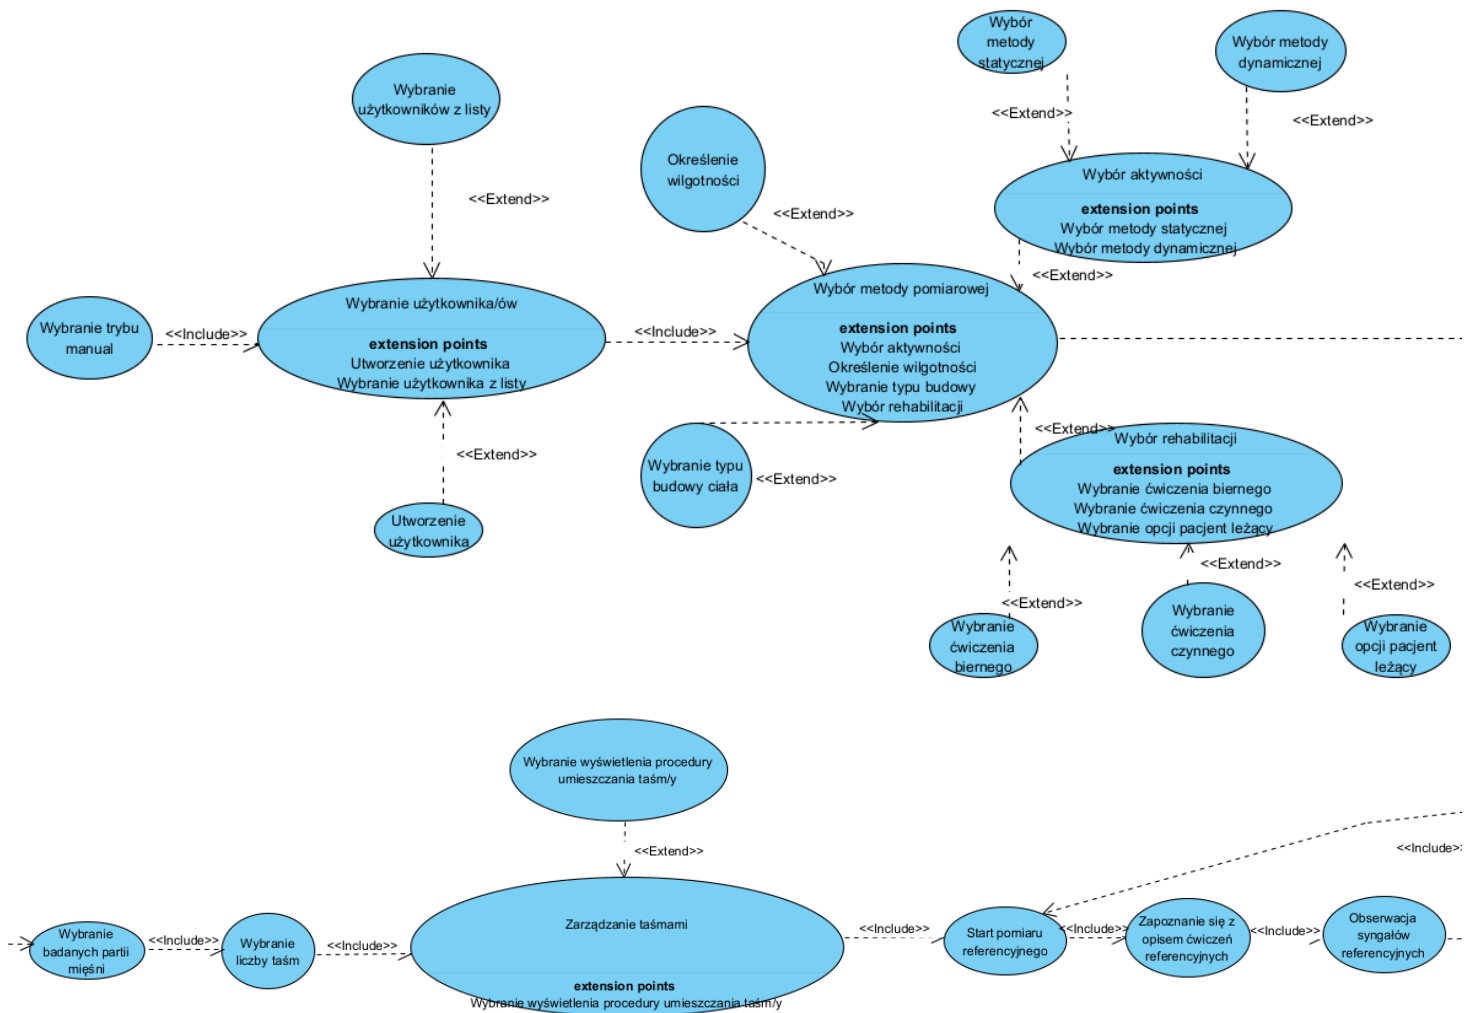 Wybór
metody
statycznej
Wybór metody
dynamicznej
<<Extend>>
<<Extend>>
Wybranie
użytkowników z listy
<<Extend>>
Określenie
wilgotności
<<Extend>>
Wybór aktywności
extension points
Wybór metody statycznej
Wybór metody dynamicznej
<<Extend>>
Wybranie trybu
manual
<<Include>>
Wybranie użytkownika/ów
extension points
Utworzenie użytkownika
Wybranie użytkownika z listy
<<Include>>
Wybór metody pomiarowej
extension points
Wybór aktywności
Określenie wilgotności
Wybranie typu budowy
Wybór rehabilitacji
<<Extend>>
Utworzenie
użytkownika
Wybranie typu
budowy ciała
<<Extend>>
<<Extend>>
Wybór rehabilitacji
extension points
Wybranie ćwiczenia biernego
Wybranie ćwiczenia czynnego
Wybranie opcji pacjent leżący
<<Extend>>
<<Extend>>
<<Extend>>
Wybranie
ćwiczenia
biernego
Wybranie
ćwiczenia
czynnego
Wybranie
opcji pacjent
leżący
Wybranie wyświetlenia procedury
umieszczania taśm/y
<<Extend>>
<<Include>>
Wybranie
badanych partii
mięśni
<<Include>>
Wybranie
liczby taśm
<<Include>>
Zarządzanie taśmami
extension points
Wybranie wyświetlenia procedury umieszczania taśm/y
<<Include>>
Start pomiaru
referencyjnego
<<Include>>
Zapoznanie się z
opisem ćwiczeń
referencyjnych
<<Include>>
Obserwacja
syngałów
referencyjnych